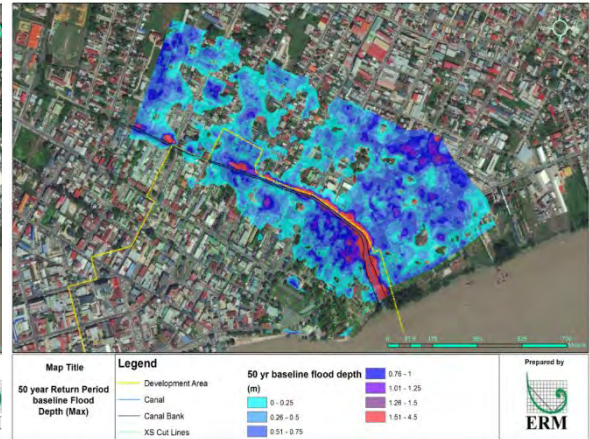 Map Title
50 year Return Period
baseline Flood
Depth (Max)
Legend
Development Area
Canal
Canal Bank
XS Cut Lines
50 yr baseline flood depth
(m)
0 - 0.25
0.26 - 0.5
0.51 - 0.75
0.76 - 1
1.01 - 1.25
1.26 - 1.5
1.51 - 4.5
Prepared by
ERM